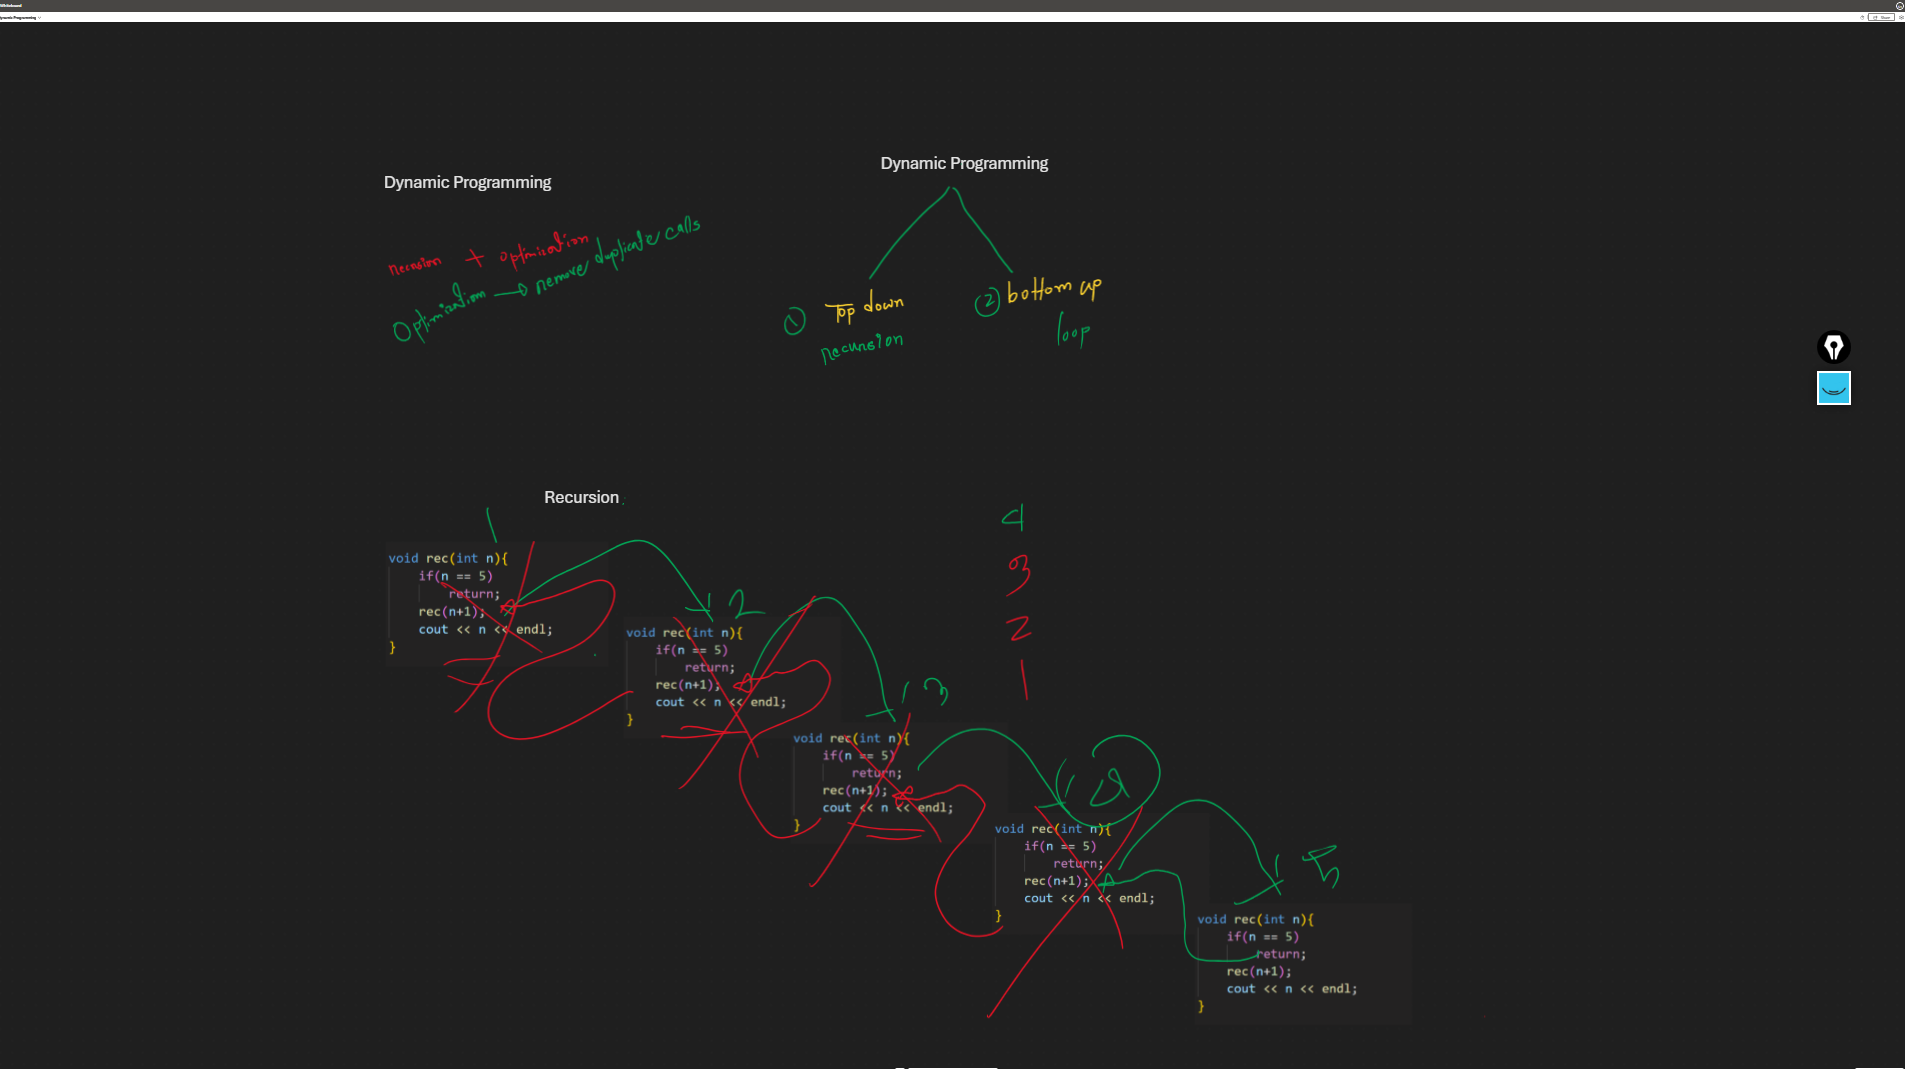 Whiteboard
Dynamic Programming
Share
Dynamic Programming
recursion + optimization
Optimization → remove duplicate calls
Dynamic Programming
① Top down
recursion
② bottom up
loop
Recursion
1
void rec(int n){
if(n == 5)
return;
rec(n+1);
cout << n << endl;
}
2
void rec(int n){
if(n == 5)
return;
rec(n+1);
cout << n << endl;
}
3
void rec(int n){
if(n == 5)
return;
rec(n+1);
cout << n << endl;
}
4
void rec(int n){
if(n == 5)
return;
rec(n+1);
cout << n << endl;
}
5
void rec(int n){
if(n == 5)
return;
rec(n+1);
cout << n << endl;
}
4
3
2
1